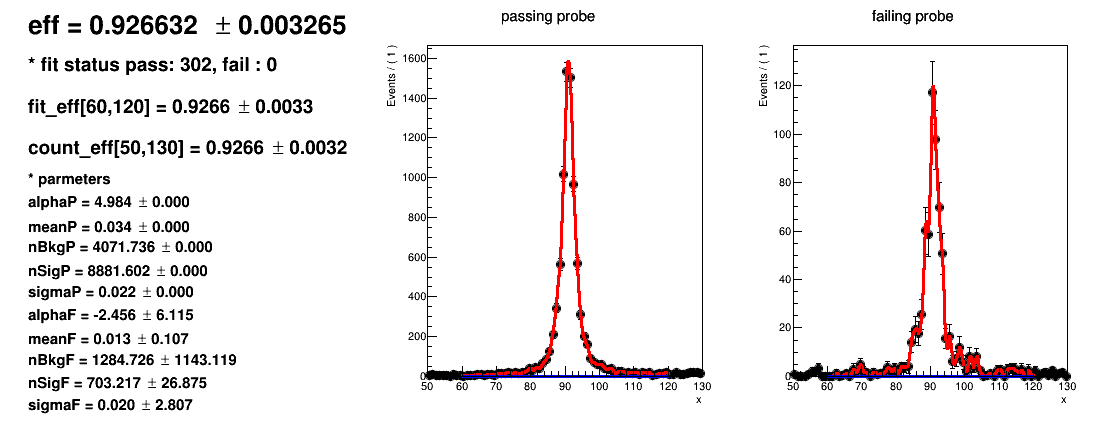 eff = 0.926632 ± 0.003265
* fit status pass: 302, fail : 0
fit_eff[60,120] = 0.9266 ± 0.0033
count_eff[50,130] = 0.9266 ± 0.0032
* parmeters
alphaP = 4.984 ± 0.000
meanP = 0.034 ± 0.000
nBkgP = 4071.736 ± 0.000
nSigP = 8881.602 ± 0.000
sigmaP = 0.022 ± 0.000
alphaF = -2.456 ± 6.115
meanF = 0.013 ± 0.107
nBkgF = 1284.726 ± 1143.119
nSigF = 703.217 ± 26.875
sigmaF = 0.020 ± 2.807
passing probe
Events / ( 1 )
1600
1400
1200
1000
800
600
400
200
0
50 60 70 80 90 100 110 120 130
x
failing probe
Events / ( 1 )
120
100
80
60
40
20
0
50 60 70 80 90 100 110 120 130
x